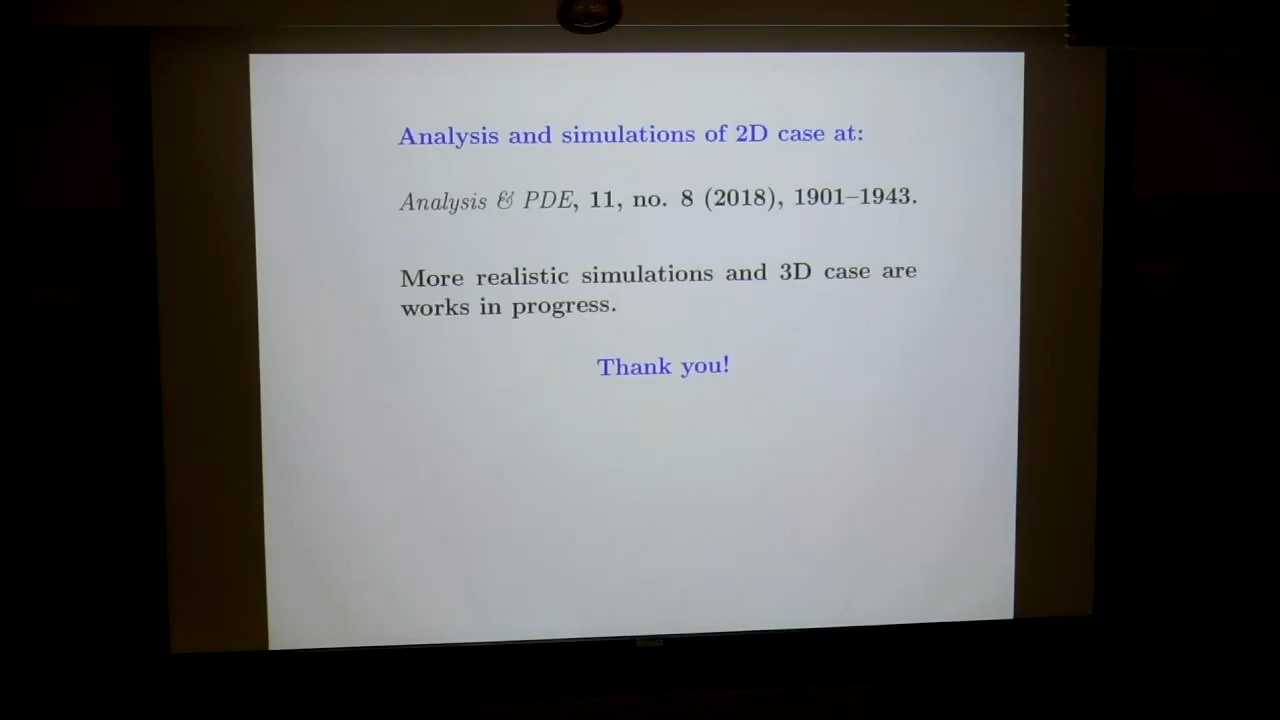 Analysis and simulations of 2D case at:
Analysis & PDE, 11, no. 8 (2018), 1901–1943.
More realistic simulations and 3D case are
works in progress.
Thank you!